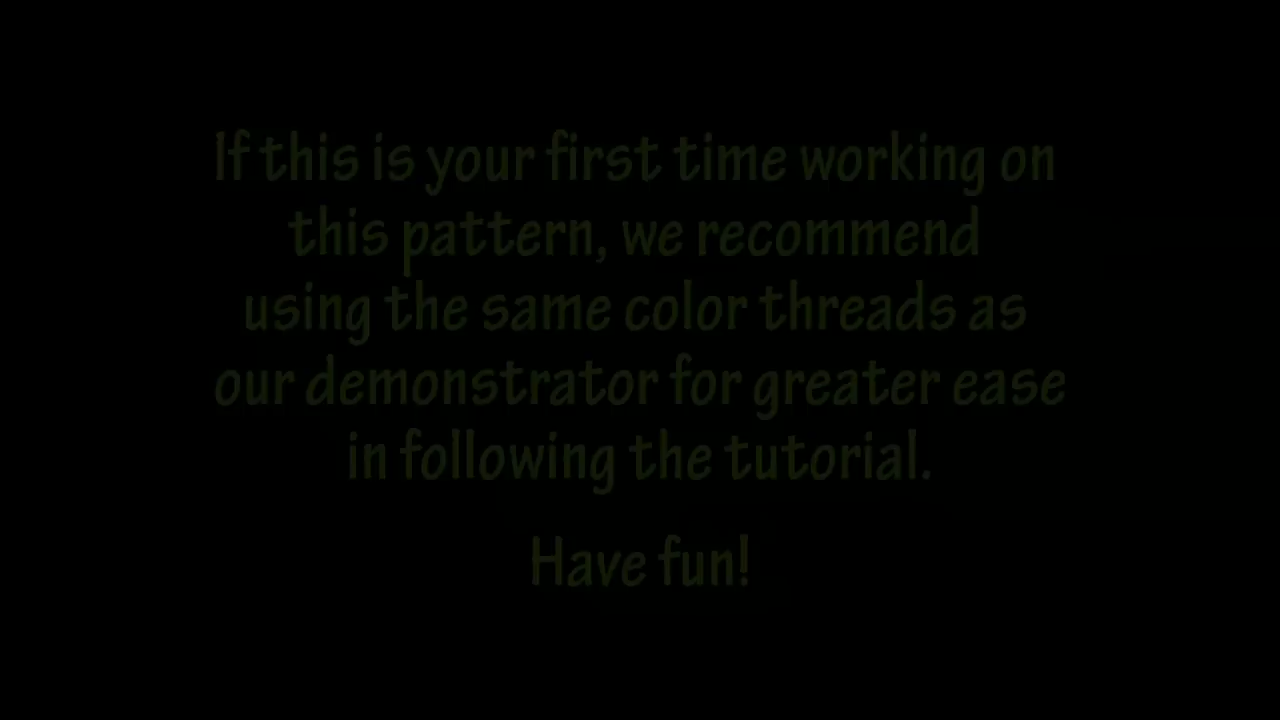 If this is your first time working on
this pattern, we recommend
using the same color threads as
our demonstrator for greater ease
in following the tutorial.
Have fun!